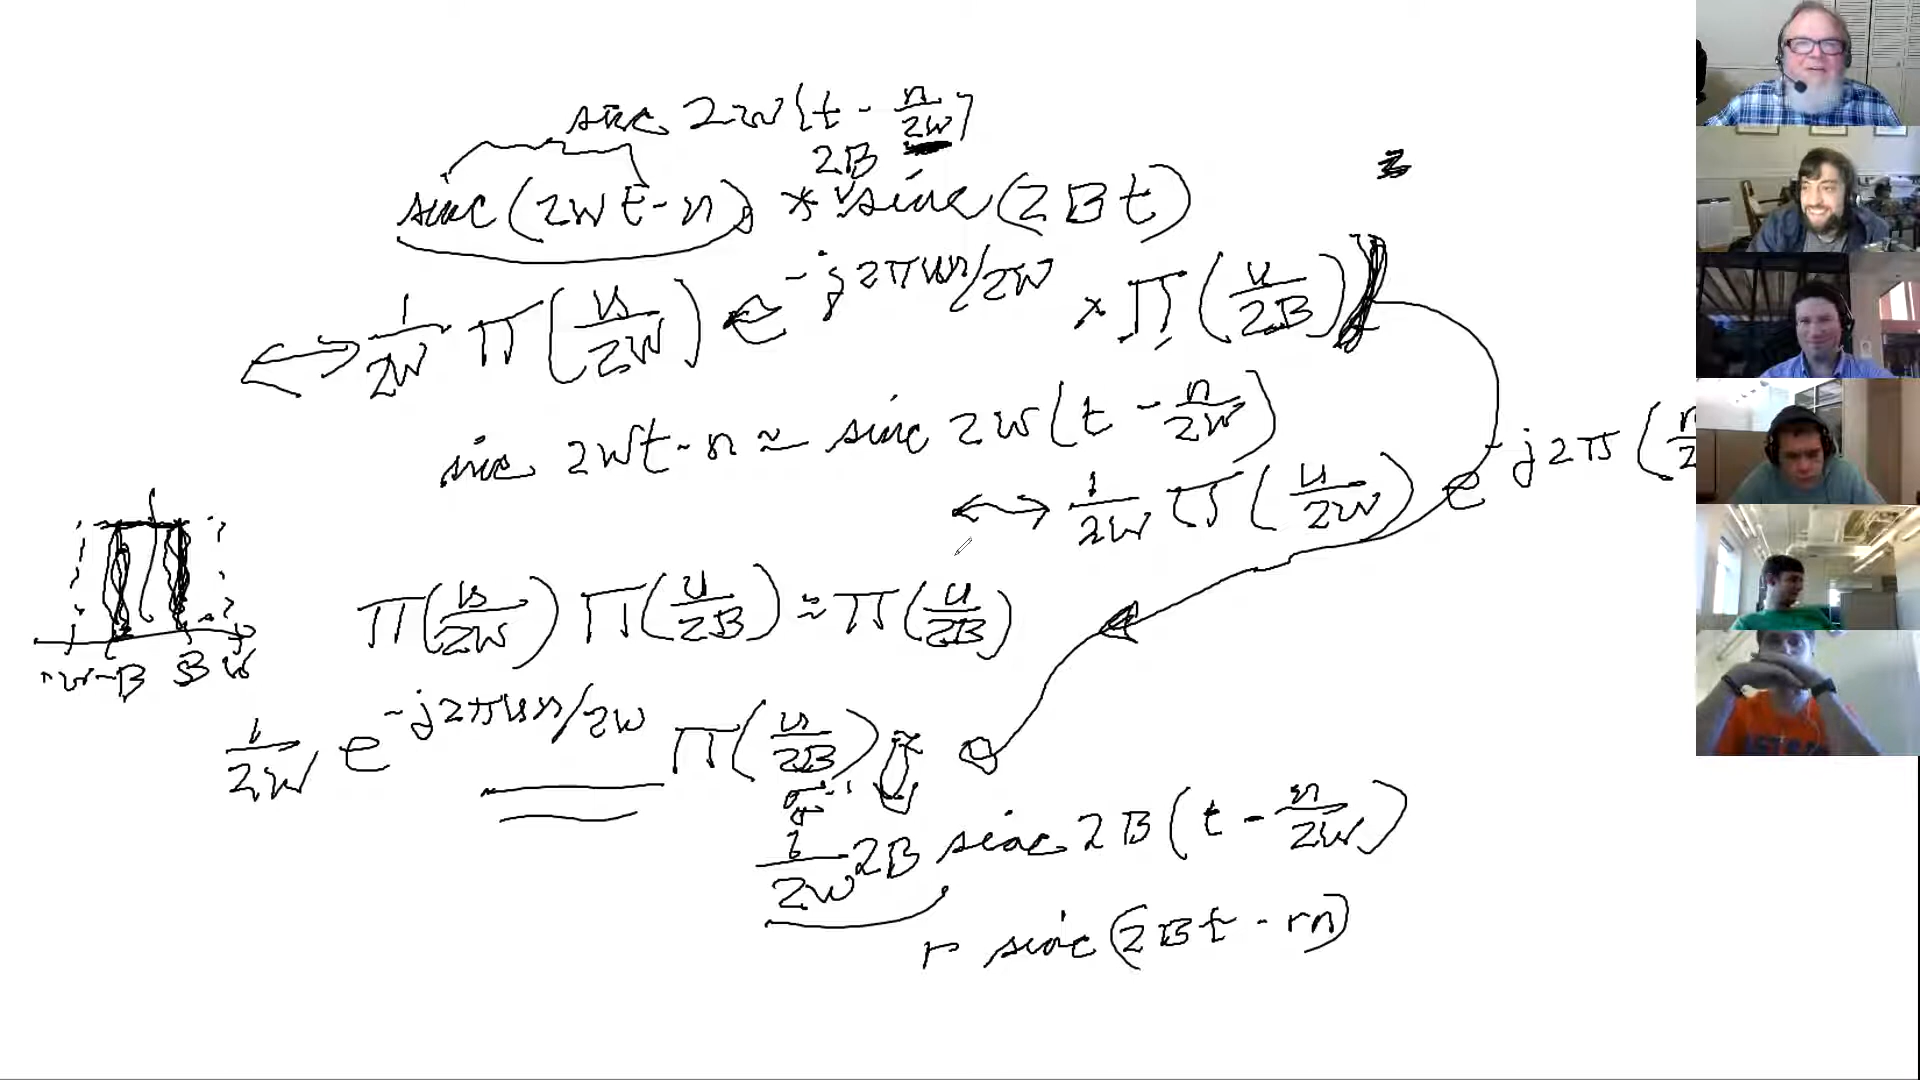 sinc 2W[t - n/2W]
2B
sinc(2Wt-n) * sinc(2Bt)
↔ 1/2W Π(u/2W) e^{-j2πun/2W} × Π(u/2B)
sinc 2Wt-n = sinc 2W(t - n/2W)
↔ 1/2W Π(u/2W) e^{-j2π(n/2
Π(u/2W) Π(u/2B) = Π(u/2B)
-W -B B W
1/2W e^{-j2πun/2W} Π(u/2B)
1/2W 2B sinc 2B(t - n/2W)
r sinc(2Bt - rn)